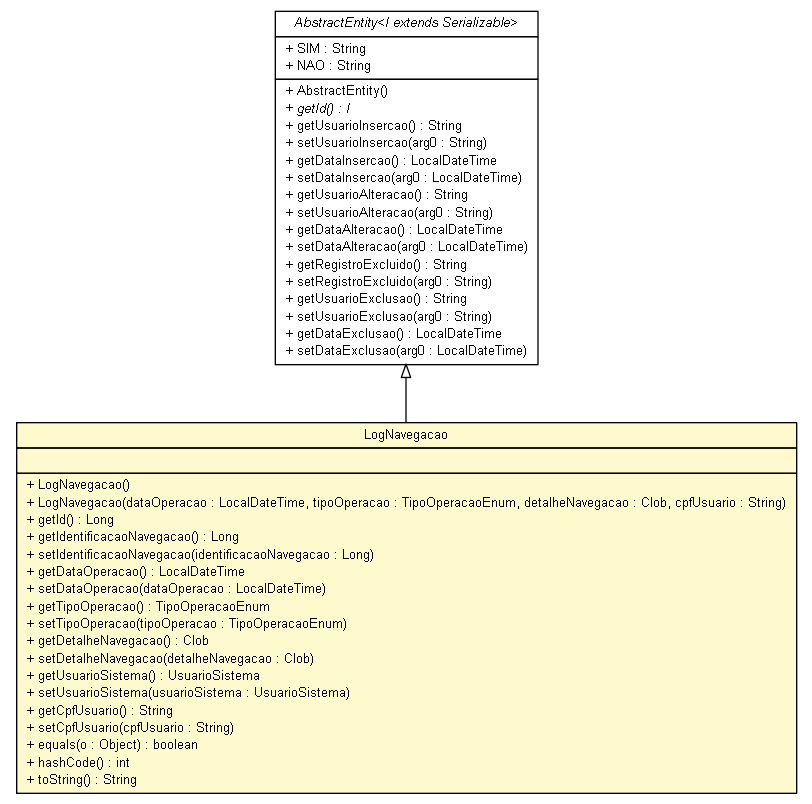 AbstractEntity<I extends Serializable>
+ SIM : String
+ NAO : String
+ AbstractEntity()
+ getId() : I
+ getUsuarioInsercao() : String
+ setUsuarioInsercao(arg0 : String)
+ getDataInsercao() : LocalDateTime
+ setDataInsercao(arg0 : LocalDateTime)
+ getUsuarioAlteracao() : String
+ setUsuarioAlteracao(arg0 : String)
+ getDataAlteracao() : LocalDateTime
+ setDataAlteracao(arg0 : LocalDateTime)
+ getRegistroExcluido() : String
+ setRegistroExcluido(arg0 : String)
+ getUsuarioExclusao() : String
+ setUsuarioExclusao(arg0 : String)
+ getDataExclusao() : LocalDateTime
+ setDataExclusao(arg0 : LocalDateTime)
LogNavegacao
+ LogNavegacao()
+ LogNavegacao(dataOperacao : LocalDateTime, tipoOperacao : TipoOperacaoEnum, detalheNavegacao : Clob, cpfUsuario : String)
+ getId() : Long
+ getIdentificacaoNavegacao() : Long
+ setIdentificacaoNavegacao(identificacaoNavegacao : Long)
+ getDataOperacao() : LocalDateTime
+ setDataOperacao(dataOperacao : LocalDateTime)
+ getTipoOperacao() : TipoOperacaoEnum
+ setTipoOperacao(tipoOperacao : TipoOperacaoEnum)
+ getDetalheNavegacao() : Clob
+ setDetalheNavegacao(detalheNavegacao : Clob)
+ getUsuarioSistema() : UsuarioSistema
+ setUsuarioSistema(usuarioSistema : UsuarioSistema)
+ getCpfUsuario() : String
+ setCpfUsuario(cpfUsuario : String)
+ equals(o : Object) : boolean
+ hashCode() : int
+ toString() : String